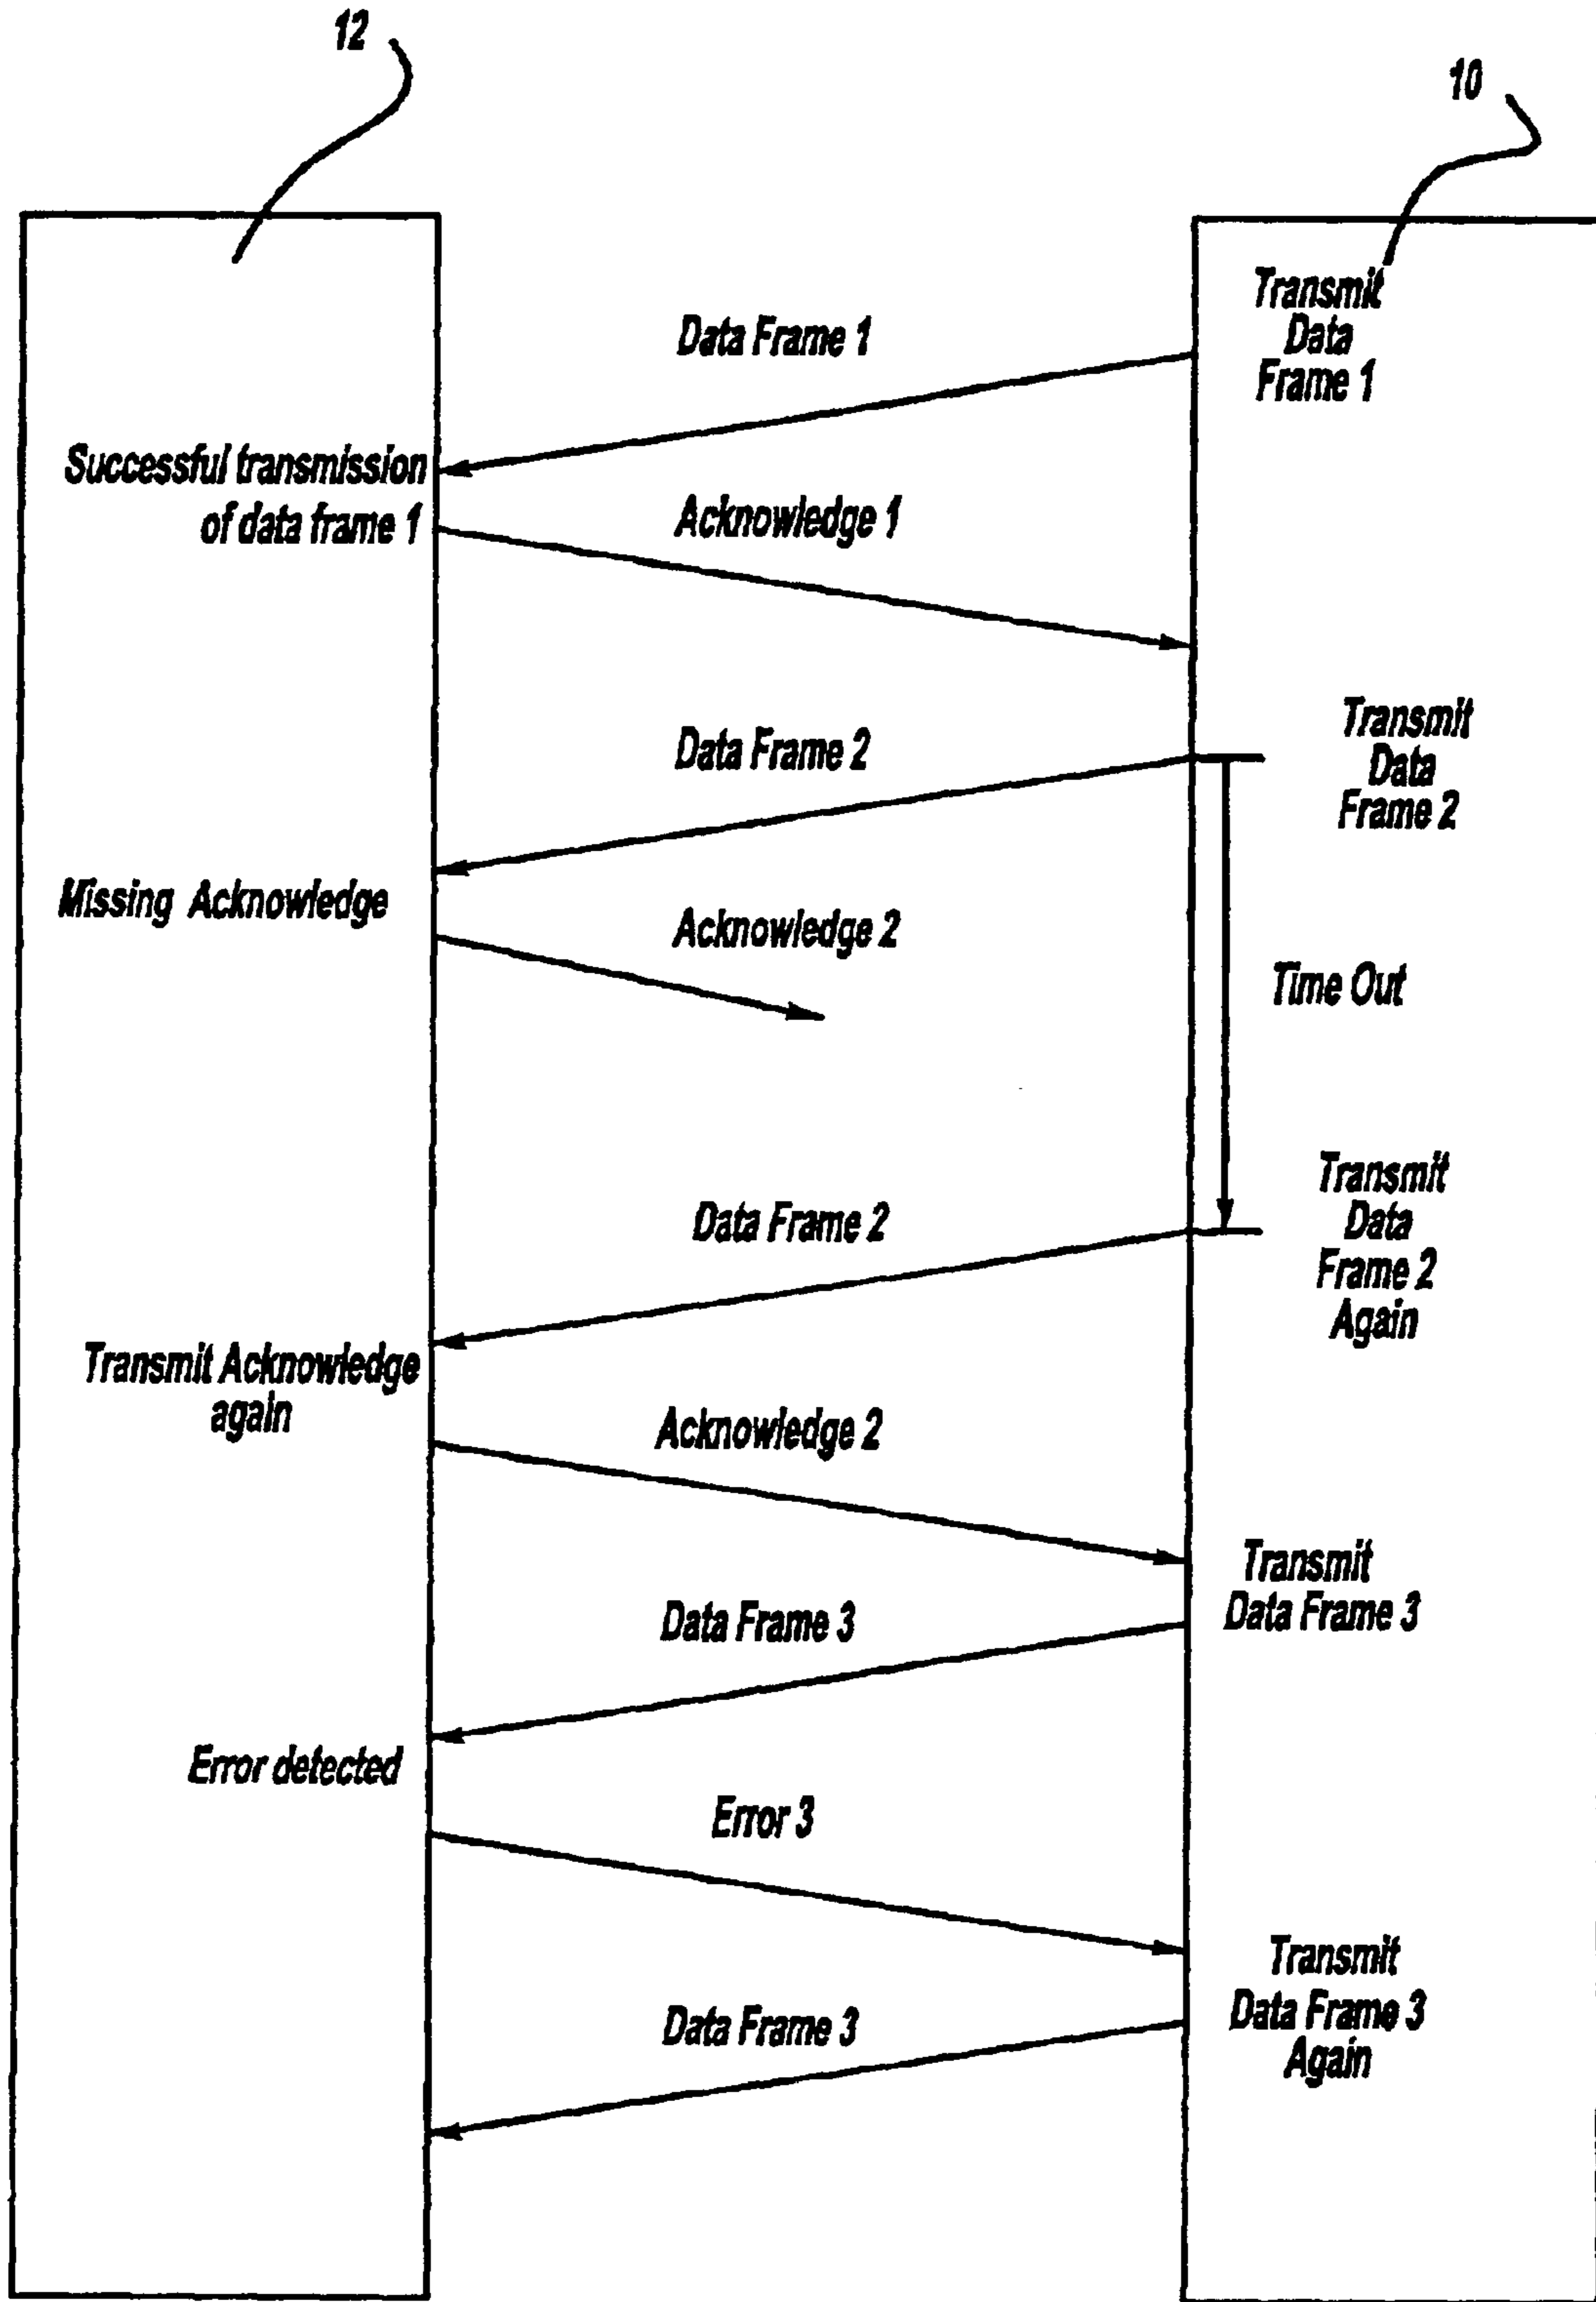 12
10
Transmit
Data
Frame 1
Data Frame 1
Successful transmission
of data frame 1
Acknowledge 1
Transmit
Data
Frame 2
Data Frame 2
Missing Acknowledge
Acknowledge 2
Time Out
Transmit
Data
Frame 2
Again
Data Frame 2
Transmit Acknowledge
again
Acknowledge 2
Transmit
Data Frame 3
Data Frame 3
Error detected
Error 3
Transmit
Data Frame 3
Again
Data Frame 3